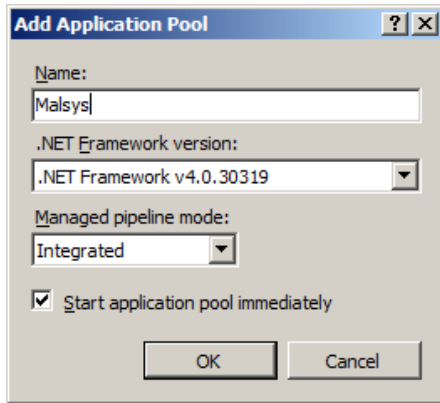 Add Application Pool
Name:
Malsys
.NET Framework version:
.NET Framework v4.0.30319
Managed pipeline mode:
Integrated
Start application pool immediately
OK Cancel